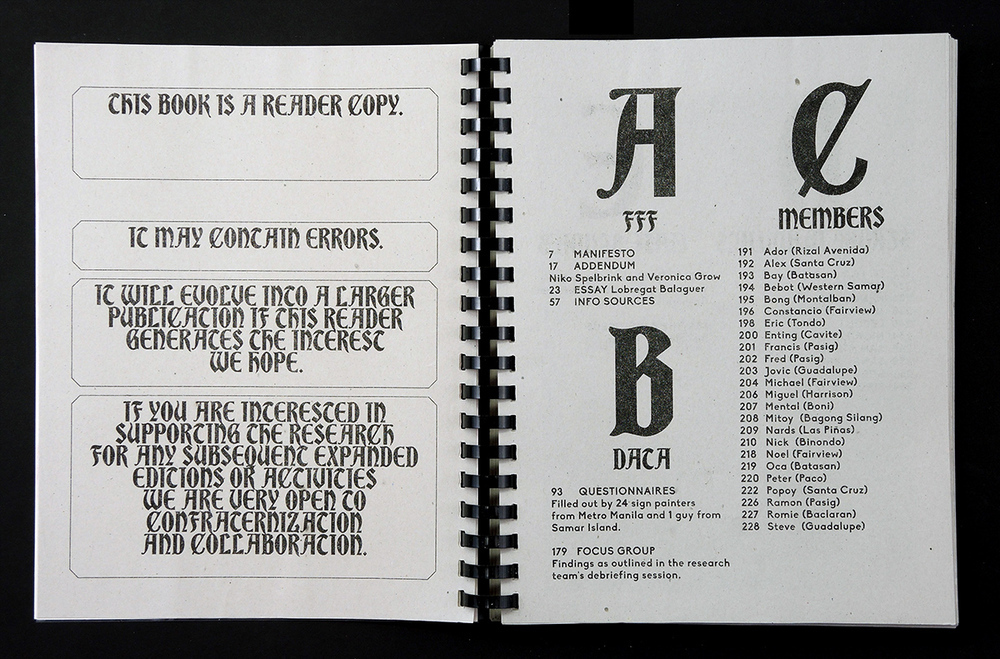 THIS BOOK IS A READER COPY.
IT MAY CONTAIN ERRORS.
IT WILL EVOLVE INTO A LARGER
PUBLICATION IF THIS READER
GENERATES THE INTEREST
WE HOPE.
IF YOU ARE INTERESTED IN
SUPPORTING THE RESEARCH
FOR ANY SUBSEQUENT EXPANDED
EDITIONS OR ACTIVITIES
WE ARE VERY OPEN TO
CONFRATERNIZATION
AND COLLABORATION.
A
FFF
7 MANIFESTO
17 ADDENDUM
Niko Spelbrink and Veronica Grow
23 ESSAY Lobregat Balaguer
57 INFO SOURCES
B
DATA
93 QUESTIONNAIRES
Filled out by 24 sign painters
from Metro Manila and 1 guy from
Samar Island.
179 FOCUS GROUP
Findings as outlined in the research
team's debriefing session.
C
MEMBERS
191 Ador (Rizal Avenida)
192 Alex (Santa Cruz)
193 Bay (Battasan)
194 Bebot (Western Samar)
195 Bong (Montalban)
196 Constancio (Fairview)
198 Eric (Tondo)
200 Enting (Cavite)
201 Francis (Pasig)
202 Fred (Pasig)
203 Jovic (Guadalupe)
204 Michael (Fairview)
206 Miguel (Harrison)
207 Mental (Boni)
208 Mitoy (Bagong Silang)
209 Nards (Las Piñas)
210 Nick (Binondo)
218 Noel (Fairview)
219 Oca (Batasan)
220 Peter (Paco)
222 Popoy (Santa Cruz)
226 Ramon (Pasig)
227 Romie (Baclaran)
228 Steve (Guadalupe)